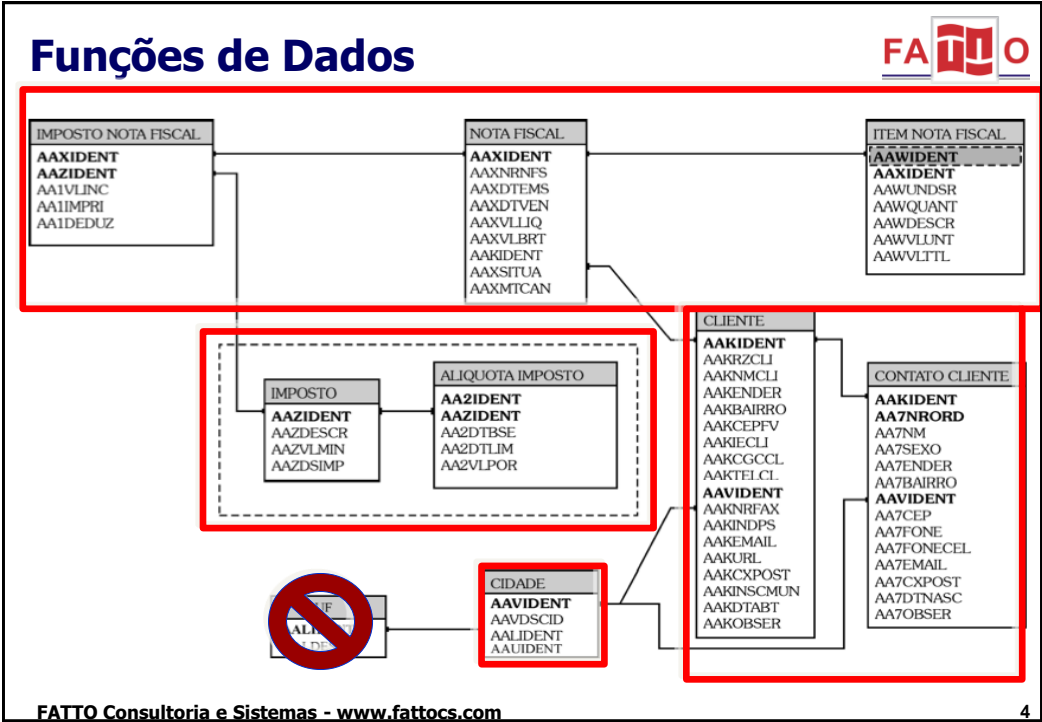 Funções de Dados
FATTO
IMPOSTO NOTA FISCAL
AAXIDENT
AAZIDENT
AA1VLINC
AA1IMPRI
AA1DEDUZ
NOTA FISCAL
AAXIDENT
AAXNRNFS
AAXDTEMS
AAXDTVEN
AAXVLLIQ
AAXVLBRT
AAKIDENT
AAXSITUA
AAXMTCAN
ITEM NOTA FISCAL
AAWIDENT
AAXIDENT
AAWUNDSR
AAWQUANT
AAWDESCR
AAWVLUNT
AAWVLTTL
IMPOSTO
AAZIDENT
AAZDESCR
AAZVLMIN
AAZDSIMP
ALIQUOTA IMPOSTO
AA2IDENT
AAZIDENT
AA2DTBSE
AA2DTLIM
AA2VLPOR
CLIENTE
AAKIDENT
AAKRZCLI
AAKNMCLI
AAKENDER
AAKBAIRRO
AAKCEPFV
AAKIECLI
AAKCGCCL
AAKTELCL
AAVIDENT
AAKNRFAX
AAKINDPS
AAKEMAIL
AAKURL
AAKCXPOST
AAKINSCMUN
AAKDTABT
AAKOBSER
CONTATO CLIENTE
AAKIDENT
AA7NRORD
AA7NM
AA7SEXO
AA7ENDER
AA7BAIRRO
AAVIDENT
AA7CEP
AA7FONE
AA7FONECEL
AA7EMAIL
AA7CXPOST
AA7DTNASC
AA7OBSER
UF
CIDADE
AAVIDENT
AAVDSCID
AALIDENT
AAUIDENT
FATTO Consultoria e Sistemas - www.fattocs.com
4